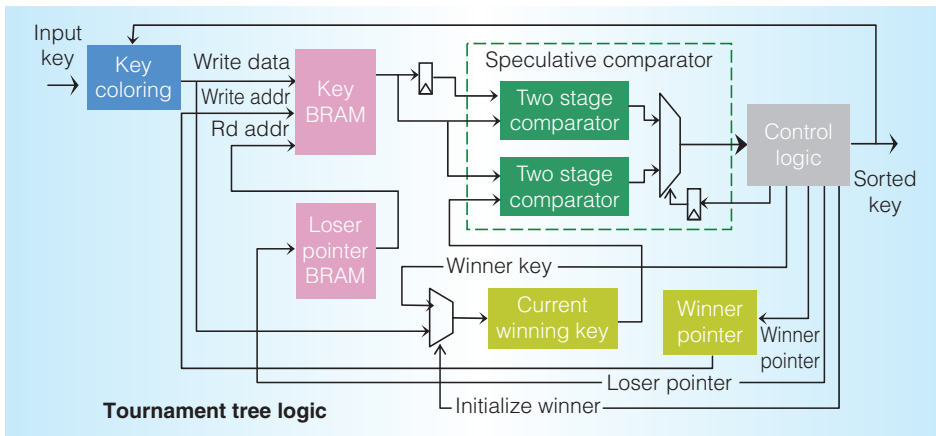 Input
key
Key
coloring
Write data
Write addr
Rd addr
Key
BRAM
Speculative comparator
Two stage
comparator
Two stage
comparator
Control
logic
Sorted
key
Loser
pointer
BRAM
Winner key
Current
winning key
Winner
pointer
Winner
pointer
Loser pointer
Initialize winner
Tournament tree logic